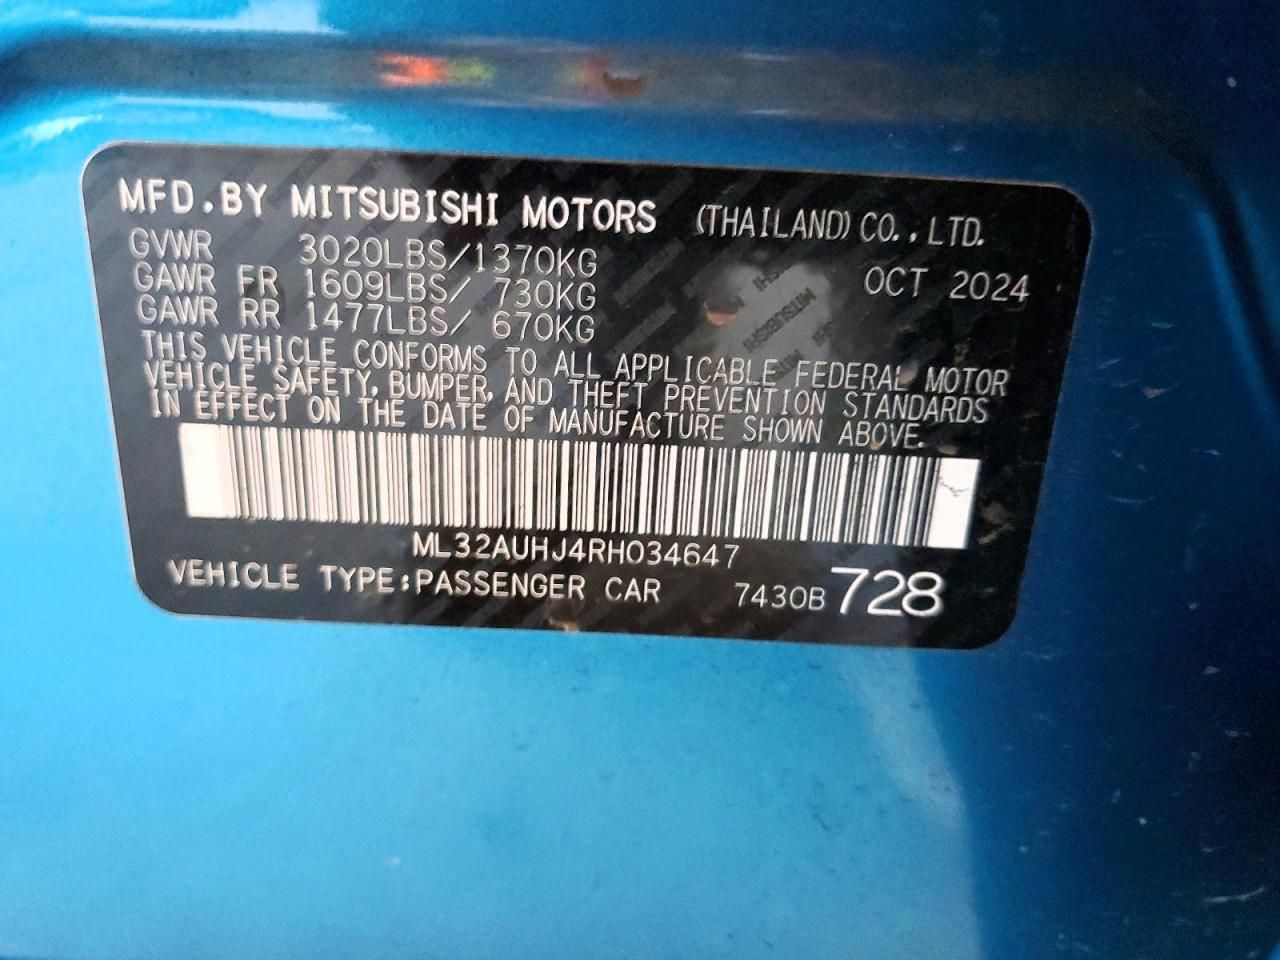 MFD.BY MITSUBISHI MOTORS (THAILAND) CO.,LTD.
GVWR 3020LBS/1370KG OCT 2024
GAWR FR 1609LBS/ 730KG
GAWR RR 1477LBS/ 670KG
THIS VEHICLE CONFORMS TO ALL APPLICABLE FEDERAL MOTOR
VEHICLE SAFETY, BUMPER, AND THEFT PREVENTION STANDARDS
IN EFFECT ON THE DATE OF MANUFACTURE SHOWN ABOVE.
ML32AUHJ4RH034647
VEHICLE TYPE:PASSENGER CAR 7430B 728